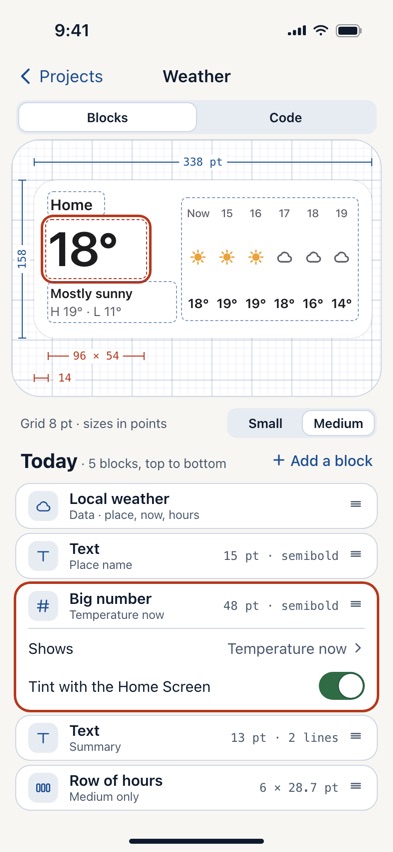 9:41
Projects
Weather
Blocks
Code
338 pt
158
Home
18°
Mostly sunny
H 19° · L 11°
Now 15 16 17 18 19
18° 19° 19° 18° 16° 14°
96 × 54
14
Grid 8 pt · sizes in points
Small
Medium
Today · 5 blocks, top to bottom
+ Add a block
Local weather
Data · place, now, hours
Text
Place name
15 pt · semibold
Big number
Temperature now
48 pt · semibold
Shows
Temperature now
Tint with the Home Screen
Text
Summary
13 pt · 2 lines
Row of hours
Medium only
6 × 28.7 pt